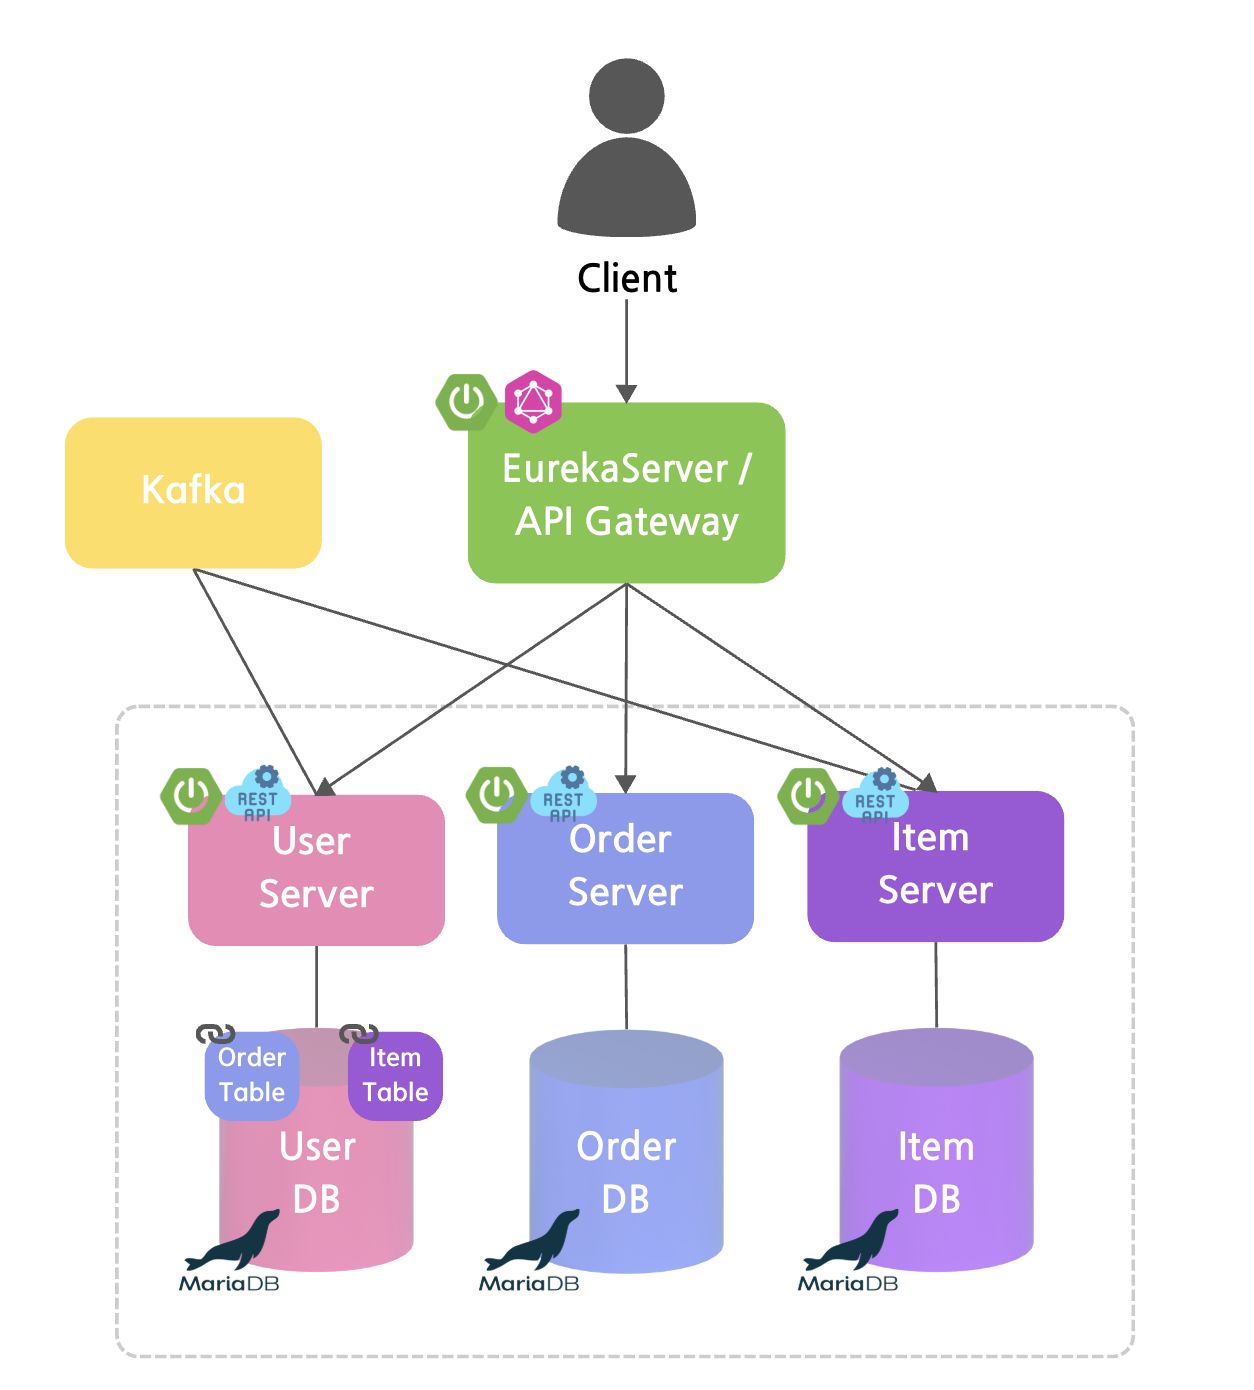 Client
EurekaServer /
API Gateway
Kafka
REST
API
User
Server
REST
API
Order
Server
REST
API
Item
Server
Order
Table
Item
Table
User
DB
MariaDB
Order
DB
MariaDB
Item
DB
MariaDB